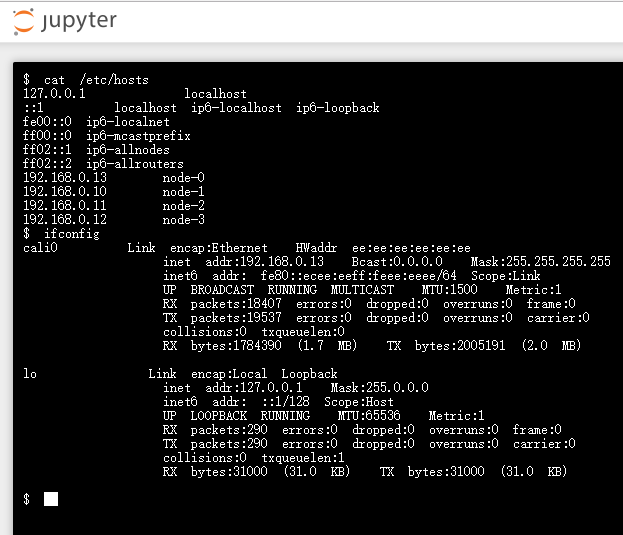 jupyter
$ cat /etc/hosts
127.0.0.1 localhost
::1 localhost ip6-localhost ip6-loopback
fe00::0 ip6-localnet
ff00::0 ip6-mcastprefix
ff02::1 ip6-allnodes
ff02::2 ip6-allrouters
192.168.0.13 node-0
192.168.0.10 node-1
192.168.0.11 node-2
192.168.0.12 node-3
$ ifconfig
cali0 Link encap:Ethernet HWaddr ee:ee:ee:ee:ee:ee
inet addr:192.168.0.13 Bcast:0.0.0.0 Mask:255.255.255.255
inet6 addr: fe80::ecee:eeff:feee:eeee/64 Scope:Link
UP BROADCAST RUNNING MULTICAST MTU:1500 Metric:1
RX packets:18407 errors:0 dropped:0 overruns:0 frame:0
TX packets:19537 errors:0 dropped:0 overruns:0 carrier:0
collisions:0 txqueuelen:0
RX bytes:1784390 (1.7 MB) TX bytes:2005191 (2.0 MB)
lo Link encap:Local Loopback
inet addr:127.0.0.1 Mask:255.0.0.0
inet6 addr: ::1/128 Scope:Host
UP LOOPBACK RUNNING MTU:65536 Metric:1
RX packets:290 errors:0 dropped:0 overruns:0 frame:0
TX packets:290 errors:0 dropped:0 overruns:0 carrier:0
collisions:0 txqueuelen:1
RX bytes:31000 (31.0 KB) TX bytes:31000 (31.0 KB)
$